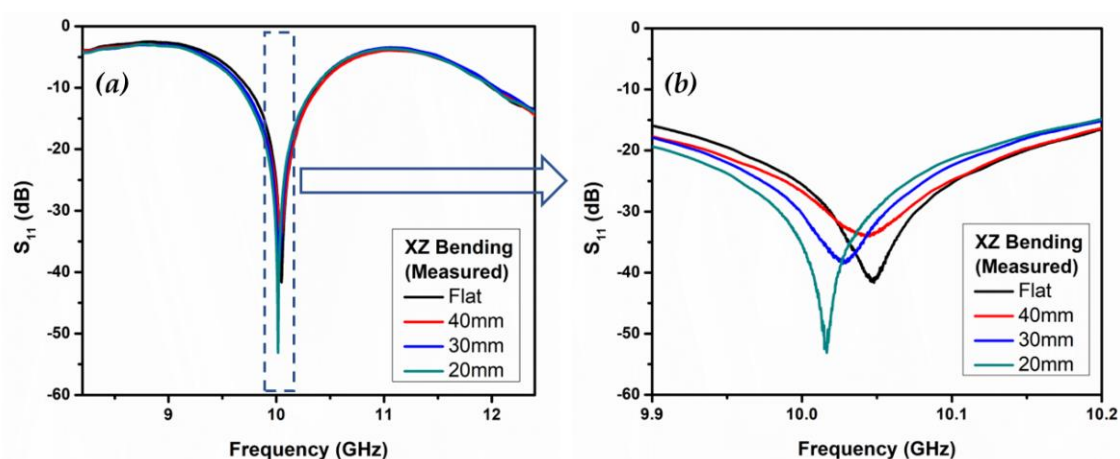 (a)
0
-10
-20
-30
-40
-50
-60
S11 (dB)
9
10
11
12
Frequency (GHz)
XZ Bending
(Measured)
Flat
40mm
30mm
20mm
(b)
0
-10
-20
-30
-40
-50
-60
S11 (dB)
9.9
10.0
10.1
10.2
Frequency (GHz)
XZ Bending
(Measured)
Flat
40mm
30mm
20mm